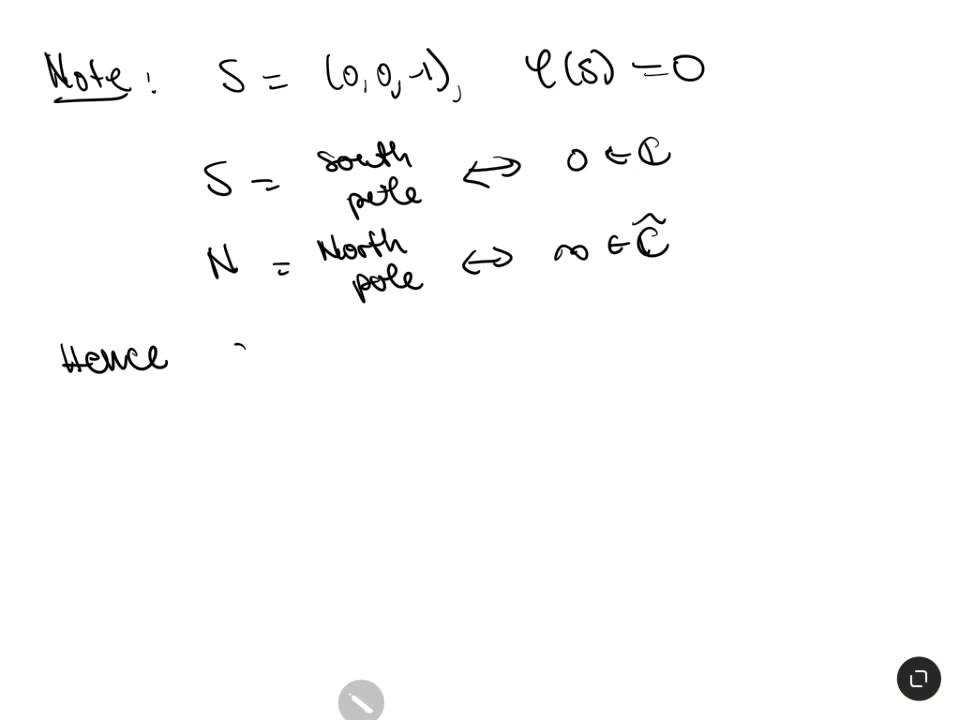 Note: S = (0, 0, -1), φ(S) = 0
S = south pole ↔ 0 ∈ ℂ
N = North pole ↔ ∞ ∈ ℂ̂
Hence